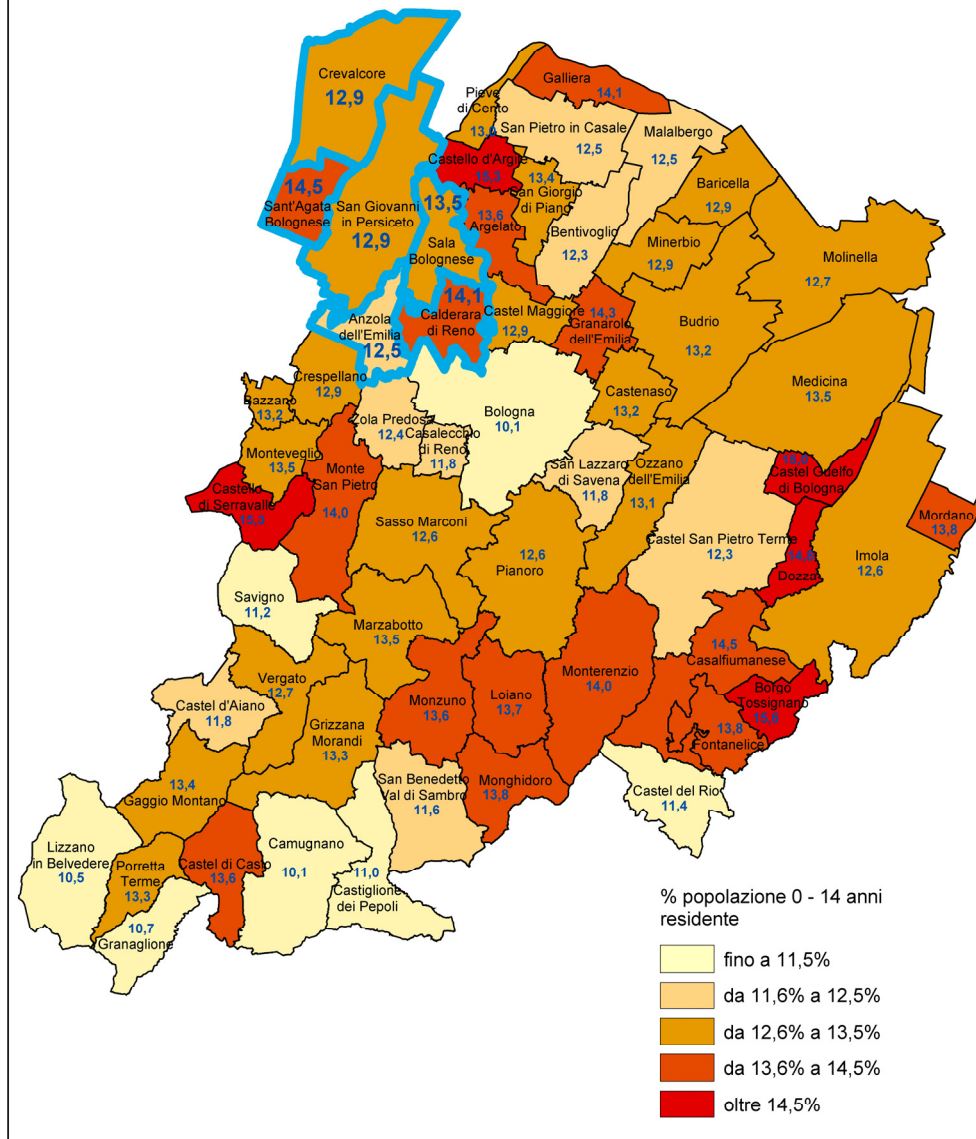 Crevalcore
12,9
Galliera
14,1
Pieve
di Cento
13,0
San Pietro in Casale
12,5
Malalbergo
12,5
Castello d'Argile
15,3
14,5
Sant'Agata
Bolognese
San Giovanni
in Persiceto
12,9
13,5
Sala
Bolognese
13,6
Argelato
13,4
San Giorgio
di Piano
Bentivoglio
12,3
Baricella
12,9
Minerbio
12,9
Molinella
12,7
Anzola
dell'Emilia
12,5
14,1
Calderara
di Reno
Castel Maggiore
12,9
14,3
Granarolo
dell'Emilia
Budrio
13,2
Medicina
13,5
Crespellano
12,9
Bazzano
13,2
Zola Predosa
12,4
Casalecchio
di Reno
11,8
Bologna
10,1
Castenaso
13,2
Monteveglio
13,5
Monte
San Pietro
14,0
San Lazzaro
di Savena
11,8
Ozzano
dell'Emilia
13,1
Castel Guelfo
di Bologna
Castello
di Serravalle
Sasso Marconi
12,6
12,6
Pianoro
Castel San Pietro Terme
12,3
Dozza
Imola
12,6
Mordano
13,8
Savigno
11,2
Marzabotto
13,5
14,5
Casalfiumanese
Vergato
12,7
Castel d'Aiano
11,8
Grizzana
Morandi
13,3
Monzuno
13,6
Loiano
13,7
Monterenzio
14,0
Borgo
Tossignano
15,6
13,8
Fontanelice
13,4
Gaggio Montano
San Benedetto
Val di Sambro
11,6
Monghidoro
13,8
Castel del Rio
11,4
Lizzano
in Belvedere
10,5
Porretta
Terme
13,3
Castel di Casio
13,6
Camugnano
10,1
11,0
Castiglione
dei Pepoli
10,7
Granaglione
% popolazione 0 - 14 anni
residente
fino a 11,5%
da 11,6% a 12,5%
da 12,6% a 13,5%
da 13,6% a 14,5%
oltre 14,5%